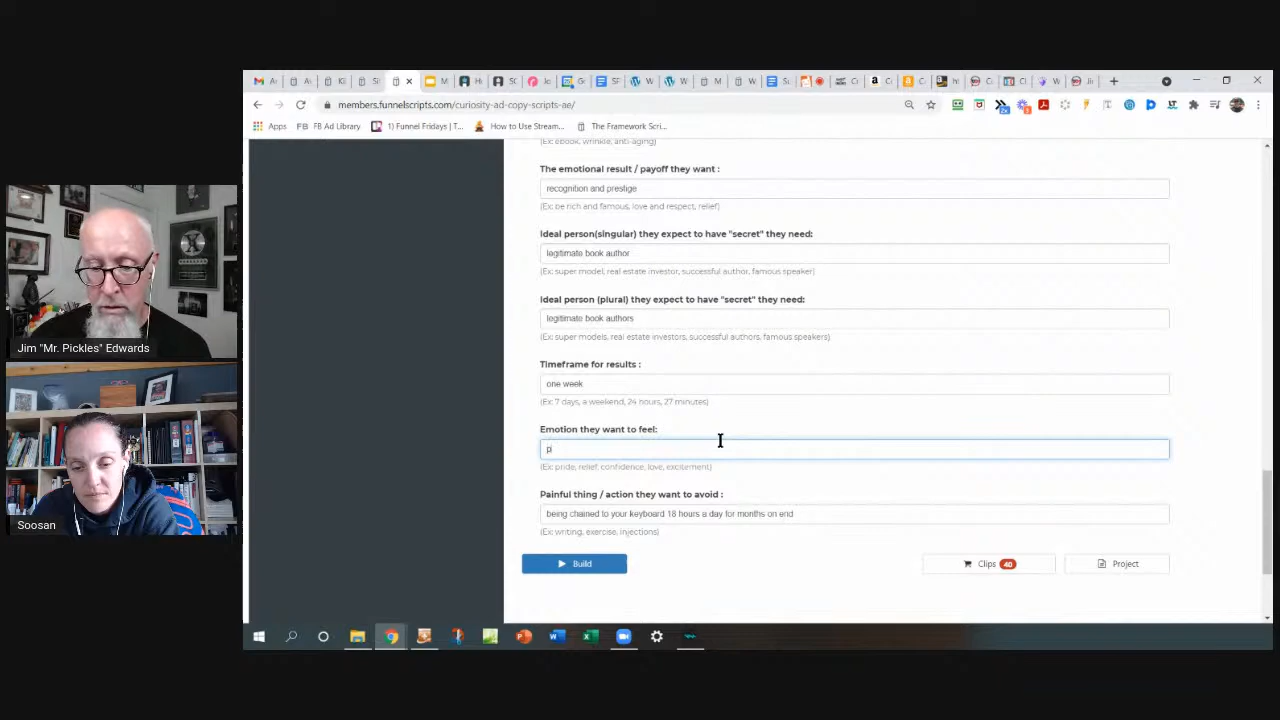 members.funnelscripts.com/curiosity-ad-copy-scripts-ae/
Apps
FB Ad Library
1) Funnel Fridays | T...
How to Use Stream...
The Framework Scri...
(Ex: ebook, wrinkle, anti-aging)
The emotional result / payoff they want :
recognition and prestige
(Ex: be rich and famous, love and respect, relief)
Ideal person(singular) they expect to have "secret" they need:
legitimate book author
(Ex: super model, real estate investor, successful author, famous speaker)
Ideal person (plural) they expect to have "secret" they need:
legitimate book authors
(Ex: super models, real estate investors, successful authors, famous speakers)
Timeframe for results :
one week
(Ex: 7 days, a weekend, 24 hours, 27 minutes)
Emotion they want to feel:
p
(Ex: pride, relief, confidence, love, excitement)
Painful thing / action they want to avoid :
being chained to your keyboard 18 hours a day for months on end
(Ex: writing, exercise, injections)
Build
Clips 40
Project
Jim "Mr. Pickles" Edwards
Soosan